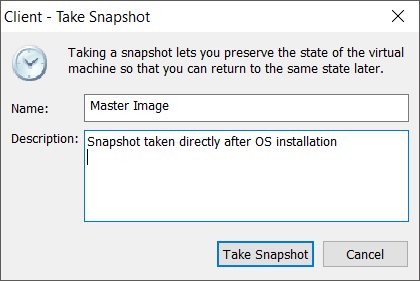 Client - Take Snapshot
Taking a snapshot lets you preserve the state of the virtual
machine so that you can return to the same state later.
Name: Master Image
Description: Snapshot taken directly after OS installation
Take Snapshot Cancel